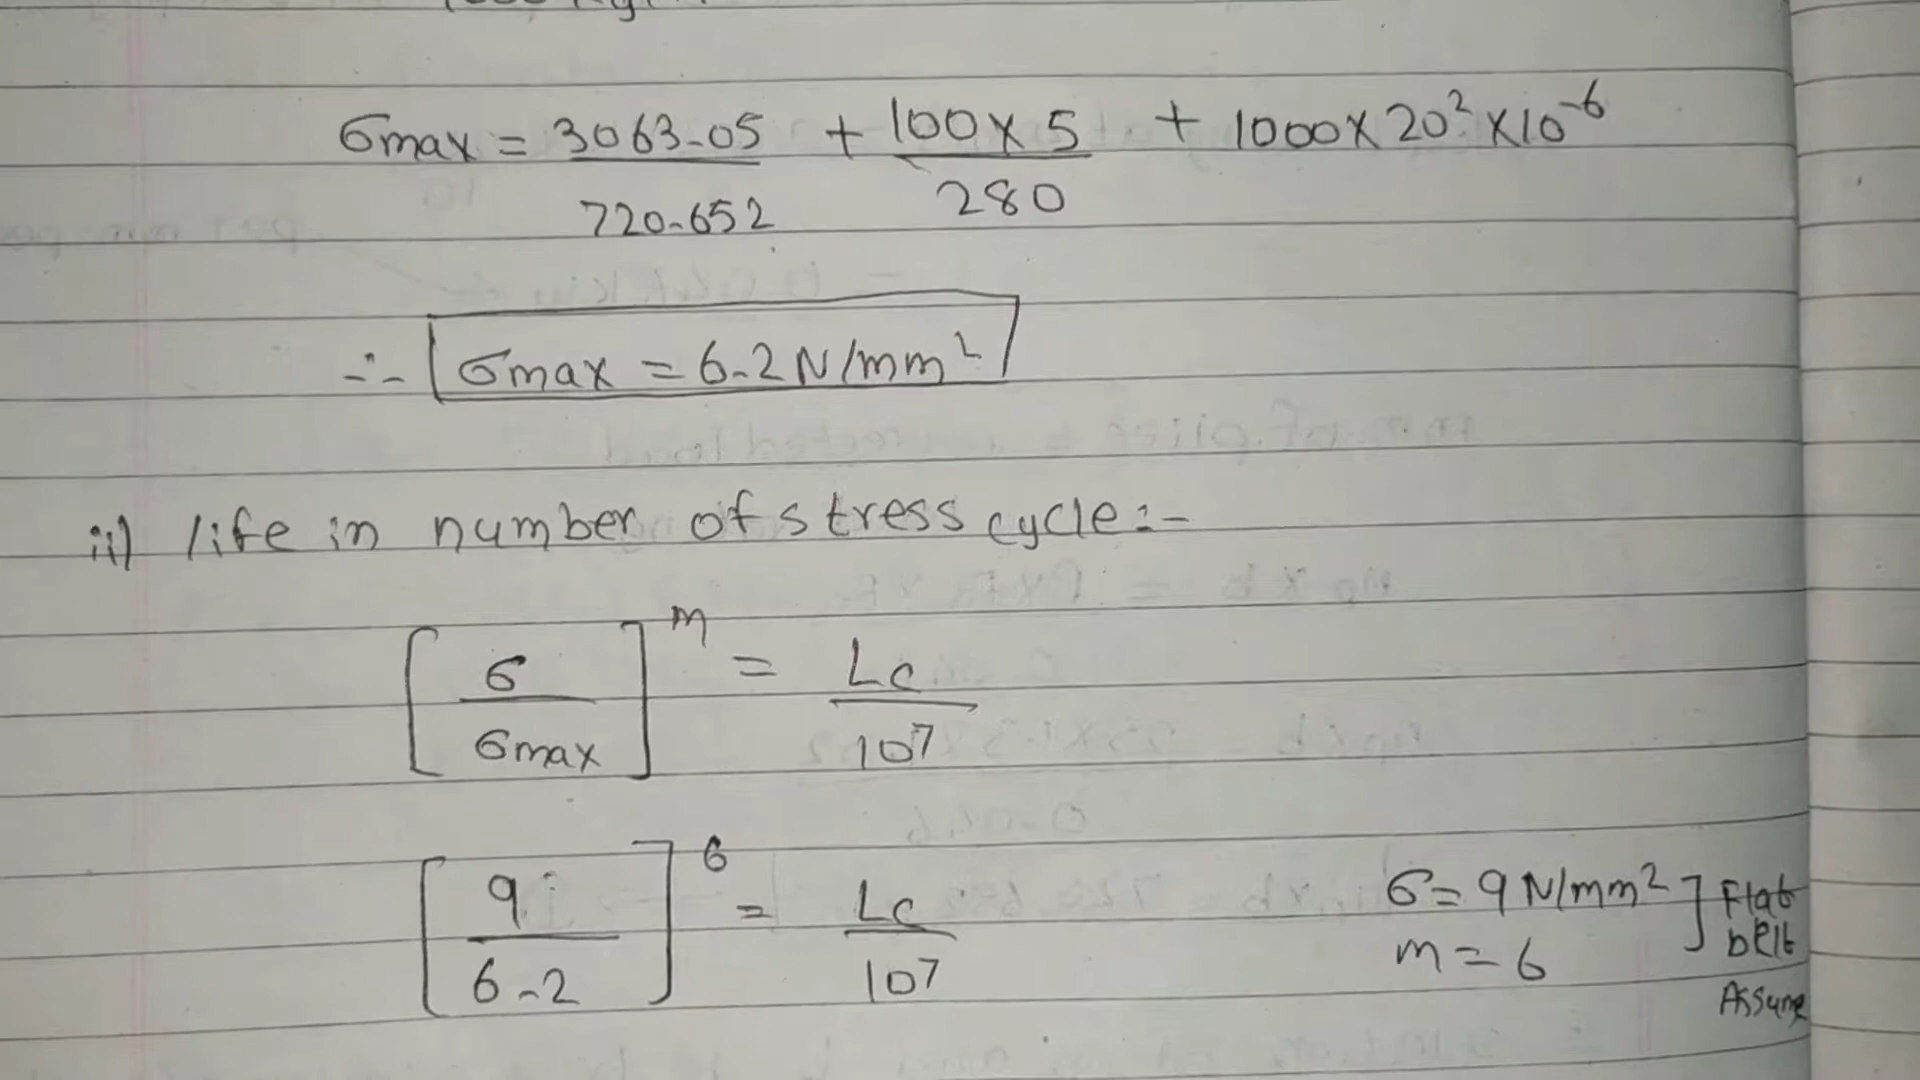 σmax = 3063.05 / 720.652 + 100 × 5 / 280 + 1000 × 20² × 10⁻⁶
∴ σmax = 6.2 N/mm²
ii) life in number of stress cycle:-
[σ / σmax]ᵐ = Lc / 10⁷
[9 / 6.2]⁶ = Lc / 10⁷
σ = 9 N/mm² ] Flat
m = 6 belt
Assume